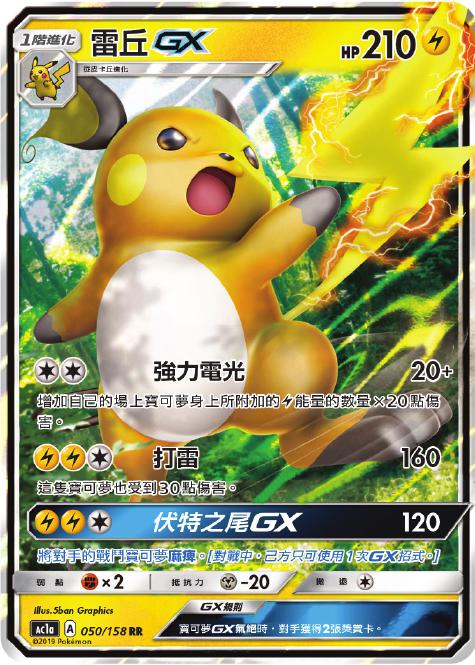 1階進化
雷丘GX
HP 210
從皮卡丘進化
強力電光 20+
增加自己的場上寶可夢身上所附加的能量的數量×20點傷
害。
打雷 160
這隻寶可夢也受到30點傷害。
伏特之尾GX 120
將對手的戰鬥寶可夢麻痺。[對戰中,己方只可使用1次GX招式。]
弱點 ×2 抵抗力 -20 撤退
illus.5ban Graphics
GX規則
AC1a A 050/158 RR
寶可夢GX氣絕時,對手獲得2張獎賞卡。
©2019 Pokémon